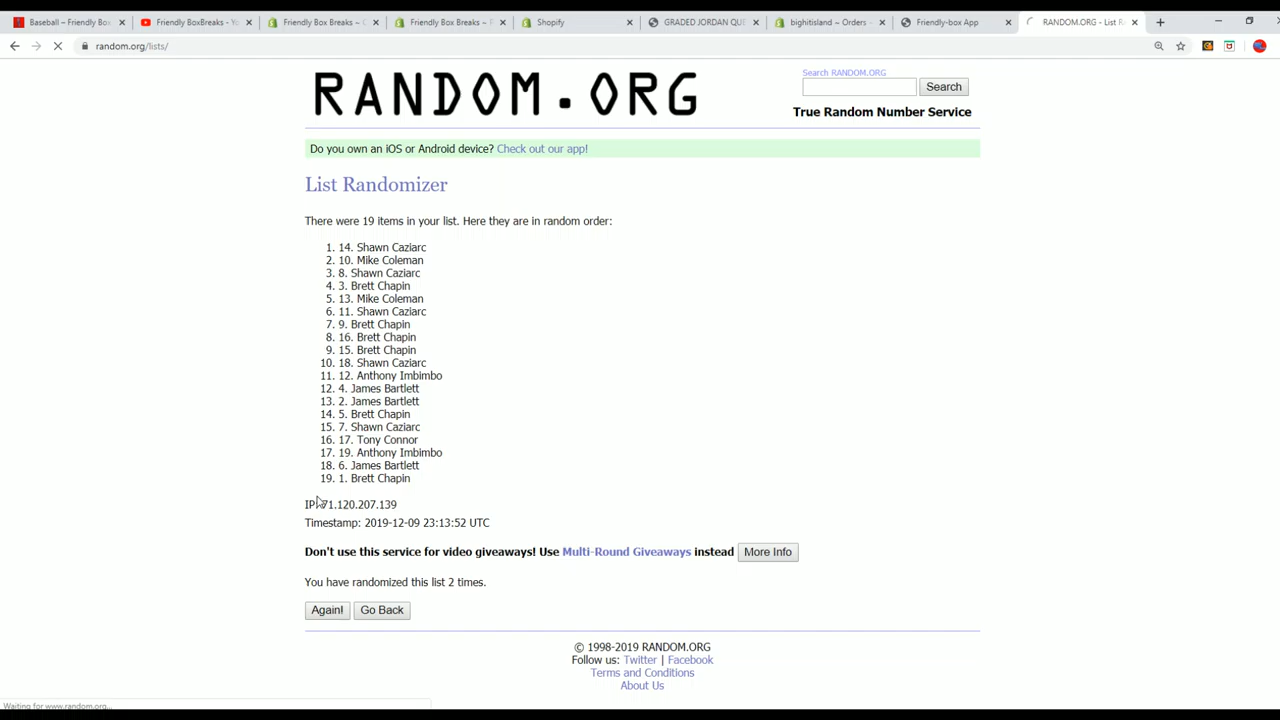 Baseball – Friendly Box
Friendly BoxBreaks - Yo
Friendly Box Breaks ~ C
Friendly Box Breaks ~ F
Shopify
GRADED JORDAN QUE
bighitisland ~ Orders ~
Friendly-box App
RANDOM.ORG - List R
random.org/lists/
RANDOM.ORG
Search RANDOM.ORG
Search
True Random Number Service
Do you own an iOS or Android device? Check out our app!
List Randomizer
There were 19 items in your list. Here they are in random order:
1. 14. Shawn Caziarc
2. 10. Mike Coleman
3. 8. Shawn Caziarc
4. 3. Brett Chapin
5. 13. Mike Coleman
6. 11. Shawn Caziarc
7. 9. Brett Chapin
8. 16. Brett Chapin
9. 15. Brett Chapin
10. 18. Shawn Caziarc
11. 12. Anthony Imbimbo
12. 4. James Bartlett
13. 2. James Bartlett
14. 5. Brett Chapin
15. 7. Shawn Caziarc
16. 17. Tony Connor
17. 19. Anthony Imbimbo
18. 6. James Bartlett
19. 1. Brett Chapin
IP: 71.120.207.139
Timestamp: 2019-12-09 23:13:52 UTC
Don't use this service for video giveaways! Use Multi-Round Giveaways instead More Info
You have randomized this list 2 times.
Again! Go Back
© 1998-2019 RANDOM.ORG
Follow us: Twitter | Facebook
Terms and Conditions
About Us
Waiting for www.random.org...